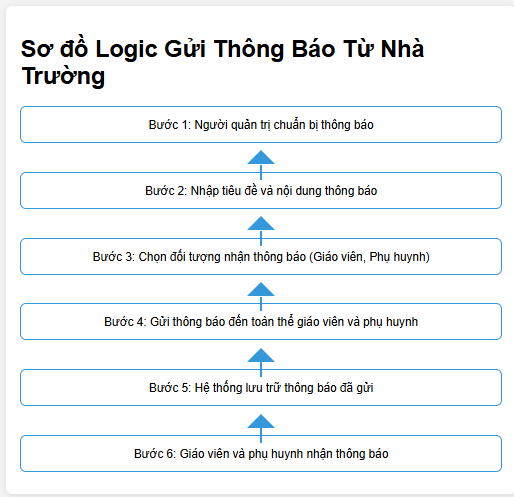 Sơ đồ Logic Gửi Thông Báo Từ Nhà
Trường
Bước 1: Người quản trị chuẩn bị thông báo
Bước 2: Nhập tiêu đề và nội dung thông báo
Bước 3: Chọn đối tượng nhận thông báo (Giáo viên, Phụ huynh)
Bước 4: Gửi thông báo đến toàn thể giáo viên và phụ huynh
Bước 5: Hệ thống lưu trữ thông báo đã gửi
Bước 6: Giáo viên và phụ huynh nhận thông báo